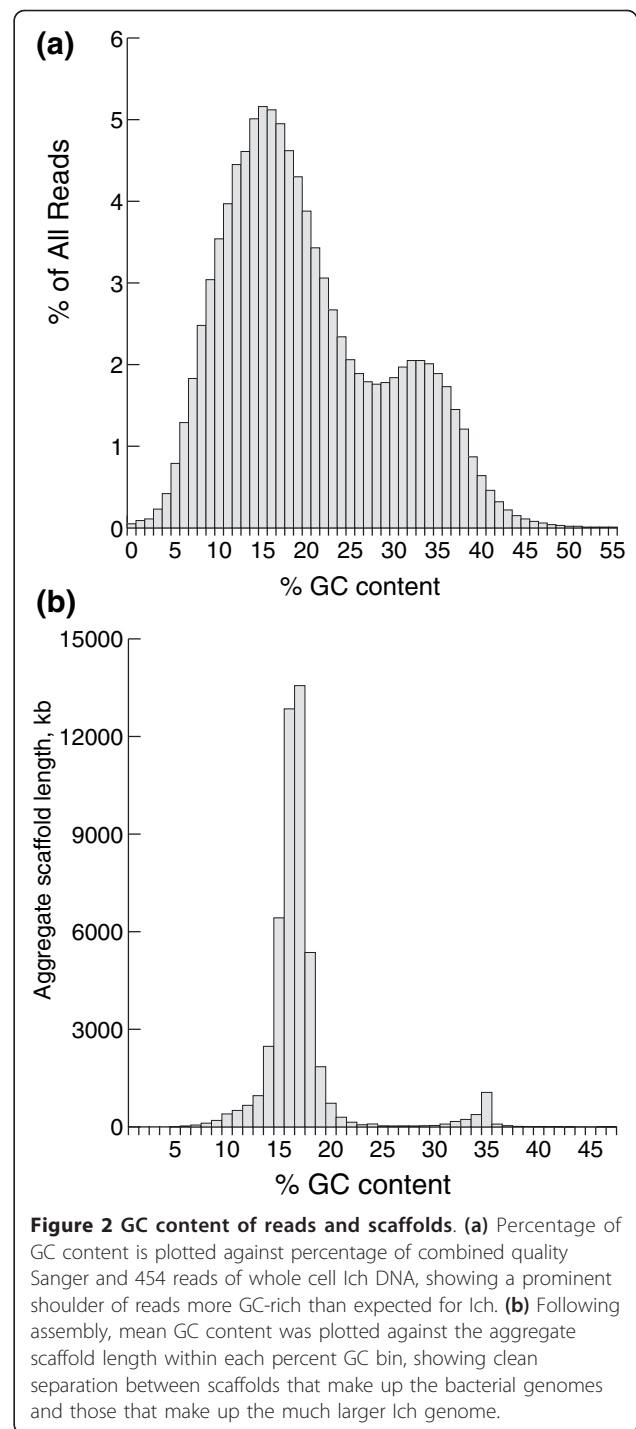 (a)
6
5
4
3
2
1
0
% of All Reads
0 5 10 15 20 25 30 35 40 45 50 55
% GC content
(b)
15000
12000
9000
6000
3000
0
Aggregate scaffold length, kb
5 10 15 20 25 30 35 40 45
% GC content
Figure 2 GC content of reads and scaffolds. (a) Percentage of
GC content is plotted against percentage of combined quality
Sanger and 454 reads of whole cell Ich DNA, showing a prominent
shoulder of reads more GC-rich than expected for Ich. (b) Following
assembly, mean GC content was plotted against the aggregate
scaffold length within each percent GC bin, showing clean
separation between scaffolds that make up the bacterial genomes
and those that make up the much larger Ich genome.